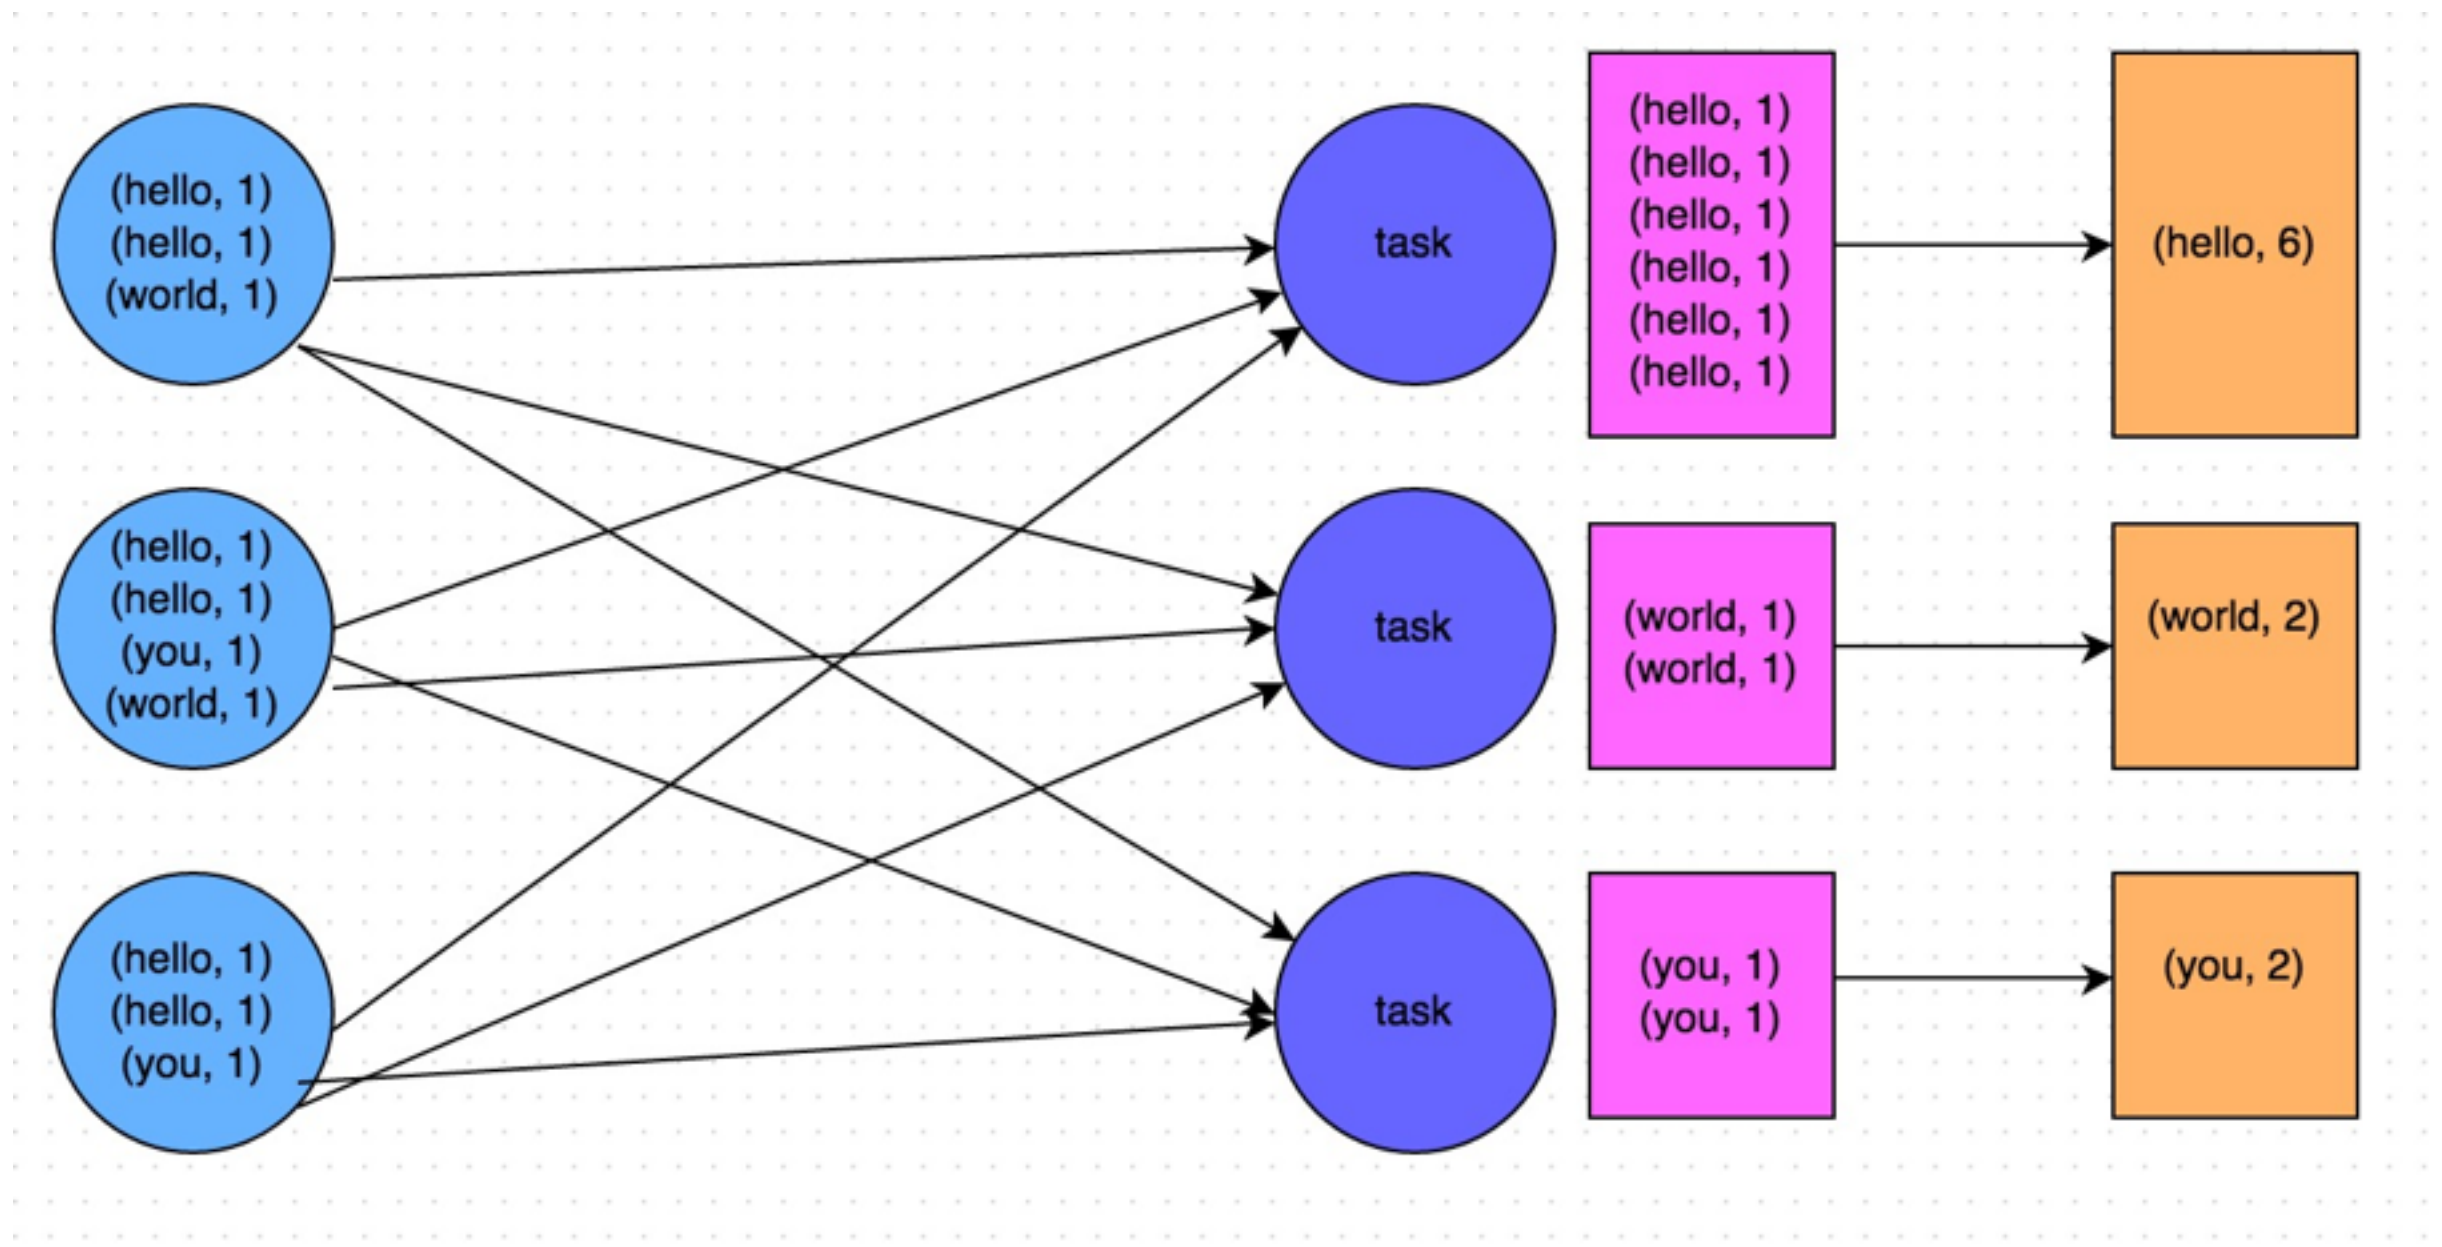 (hello, 1)
(hello, 1)
(world, 1)
task
(hello, 1)
(hello, 1)
(hello, 1)
(hello, 1)
(hello, 1)
(hello, 1)
(hello, 6)
(hello, 1)
(hello, 1)
(you, 1)
(world, 1)
task
(world, 1)
(world, 1)
(world, 2)
(hello, 1)
(hello, 1)
(you, 1)
task
(you, 1)
(you, 1)
(you, 2)